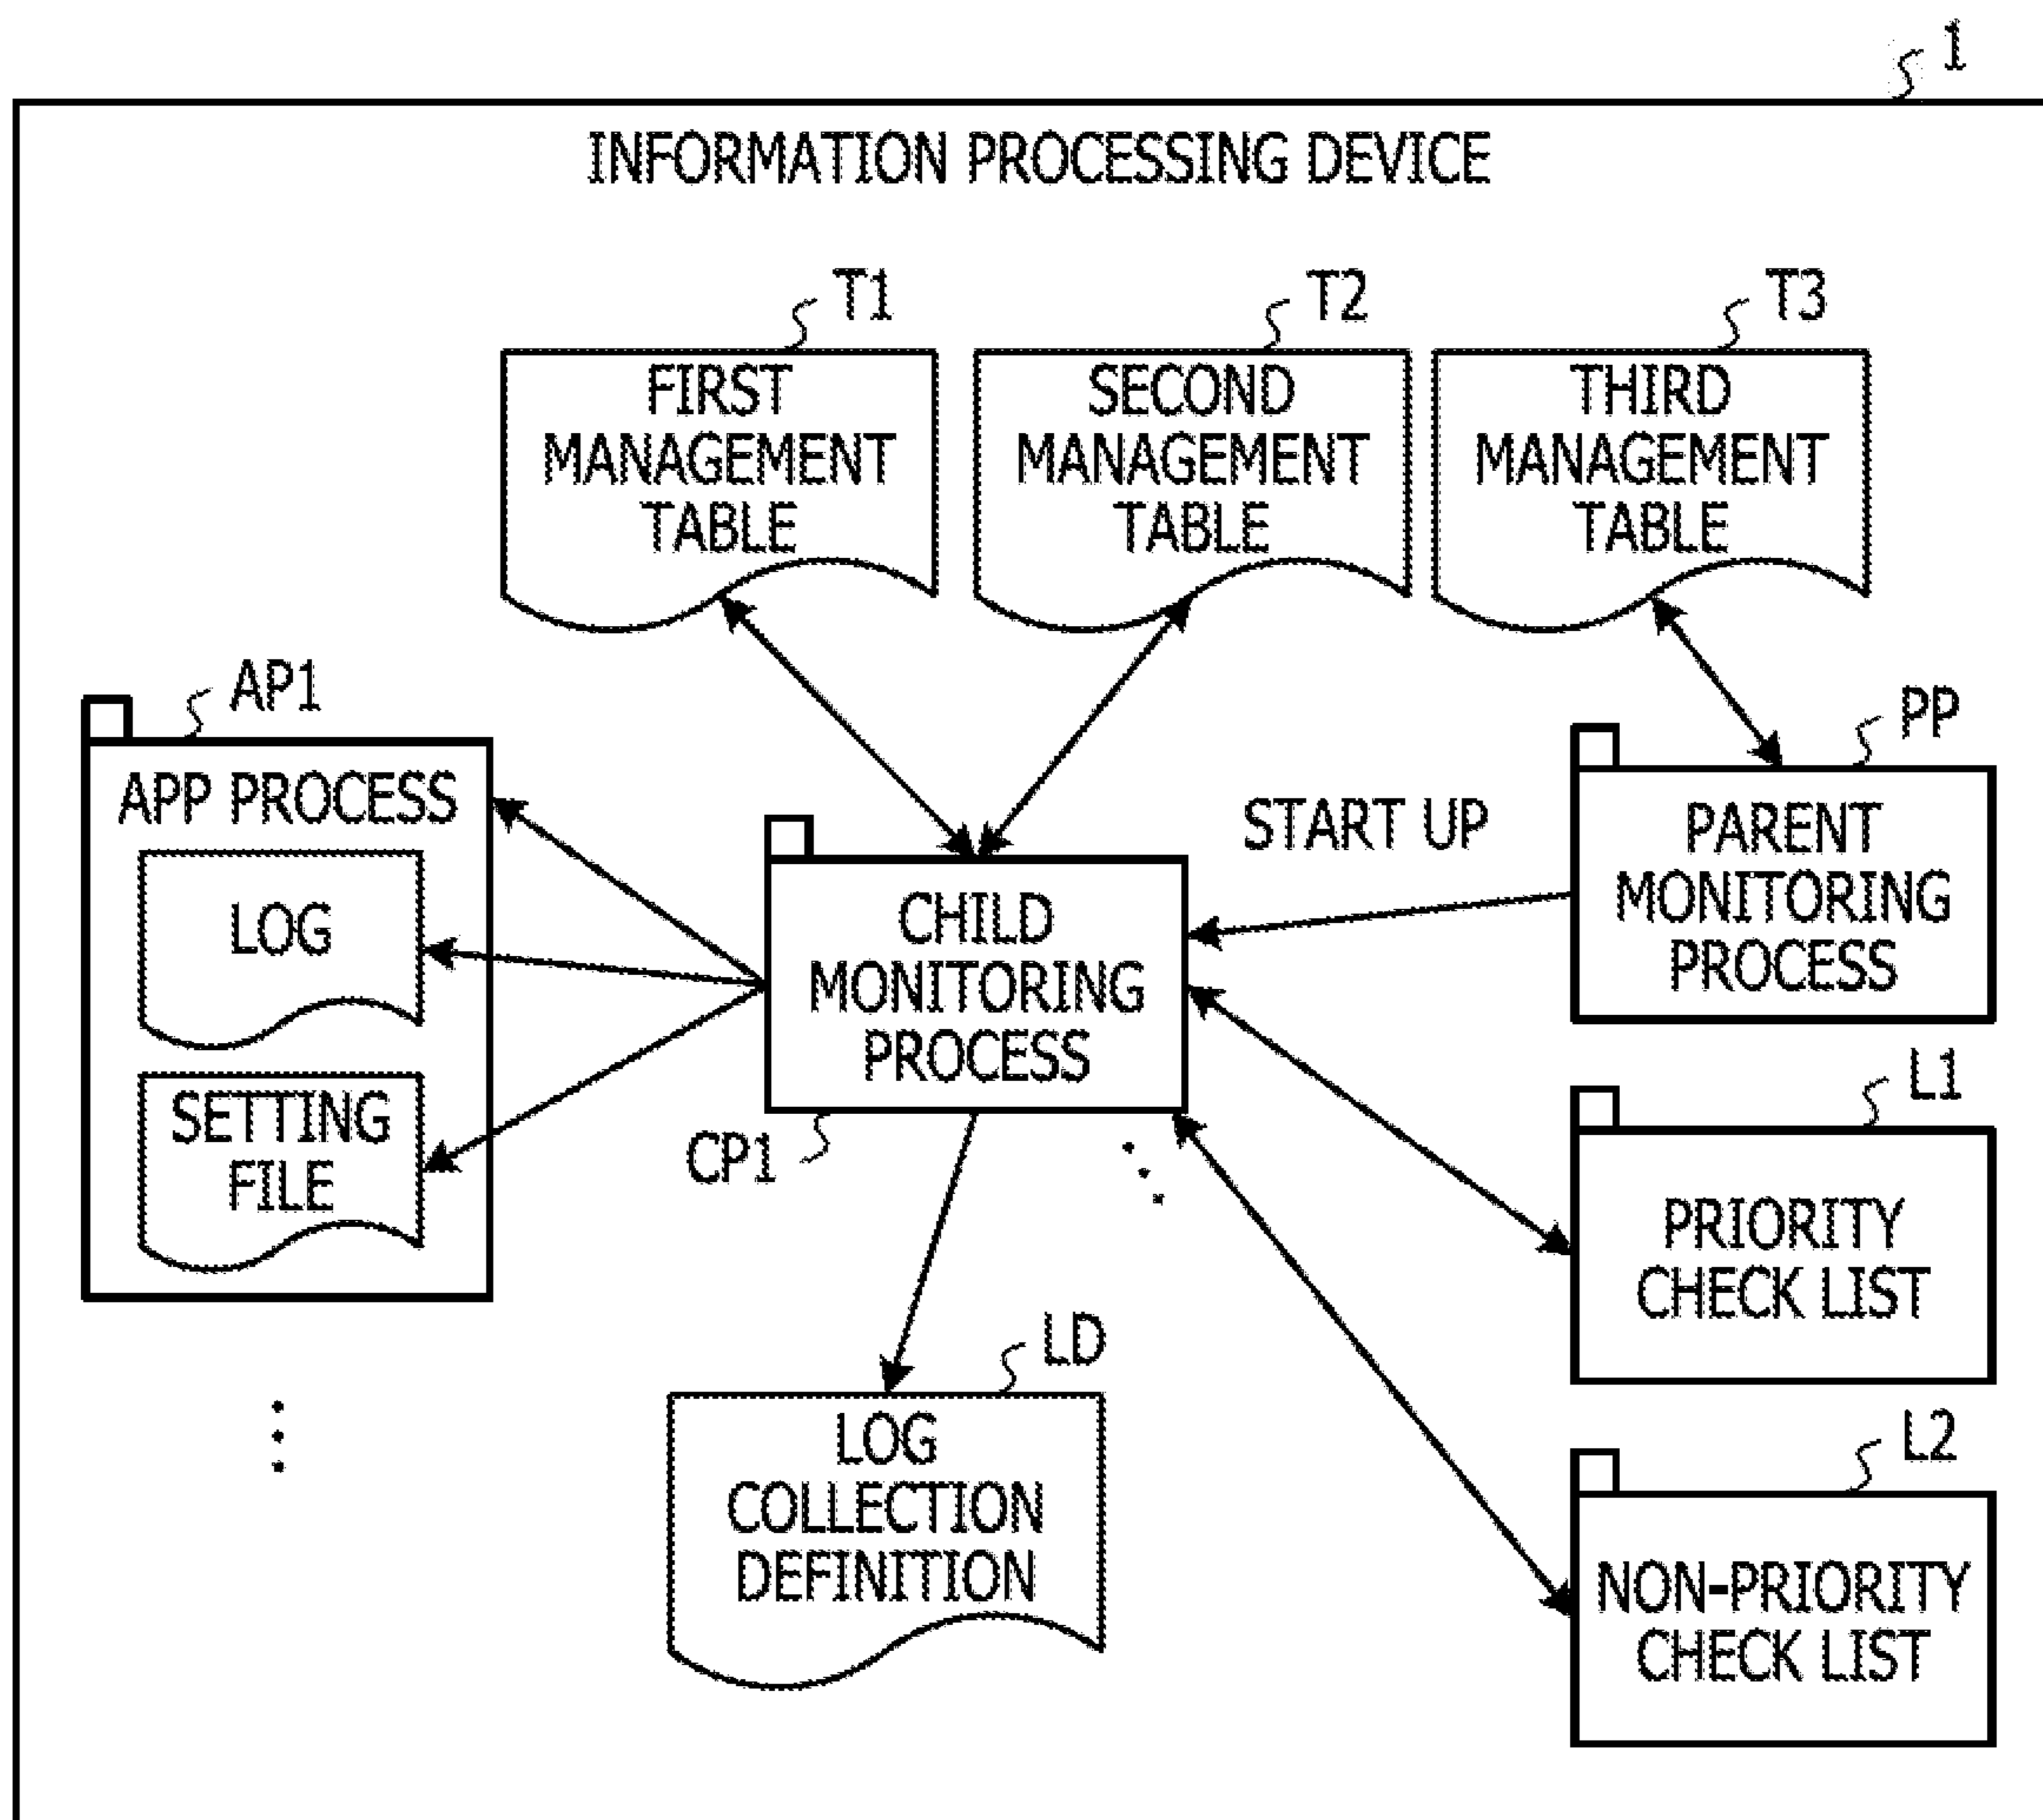 1
INFORMATION PROCESSING DEVICE
T1
T2
T3
FIRST
MANAGEMENT
TABLE
SECOND
MANAGEMENT
TABLE
THIRD
MANAGEMENT
TABLE
AP1
APP PROCESS
LOG
SETTING
FILE
START UP
PP
PARENT
MONITORING
PROCESS
CHILD
MONITORING
PROCESS
CP1
L1
PRIORITY
CHECK LIST
LD
LOG
COLLECTION
DEFINITION
L2
NON-PRIORITY
CHECK LIST